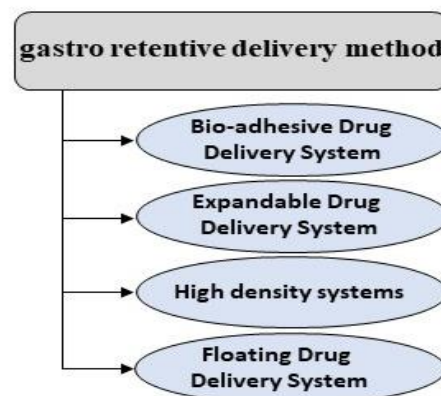 gastro retentive delivery method
Bio-adhesive Drug
Delivery System
Expandable Drug
Delivery System
High density systems
Floating Drug
Delivery System